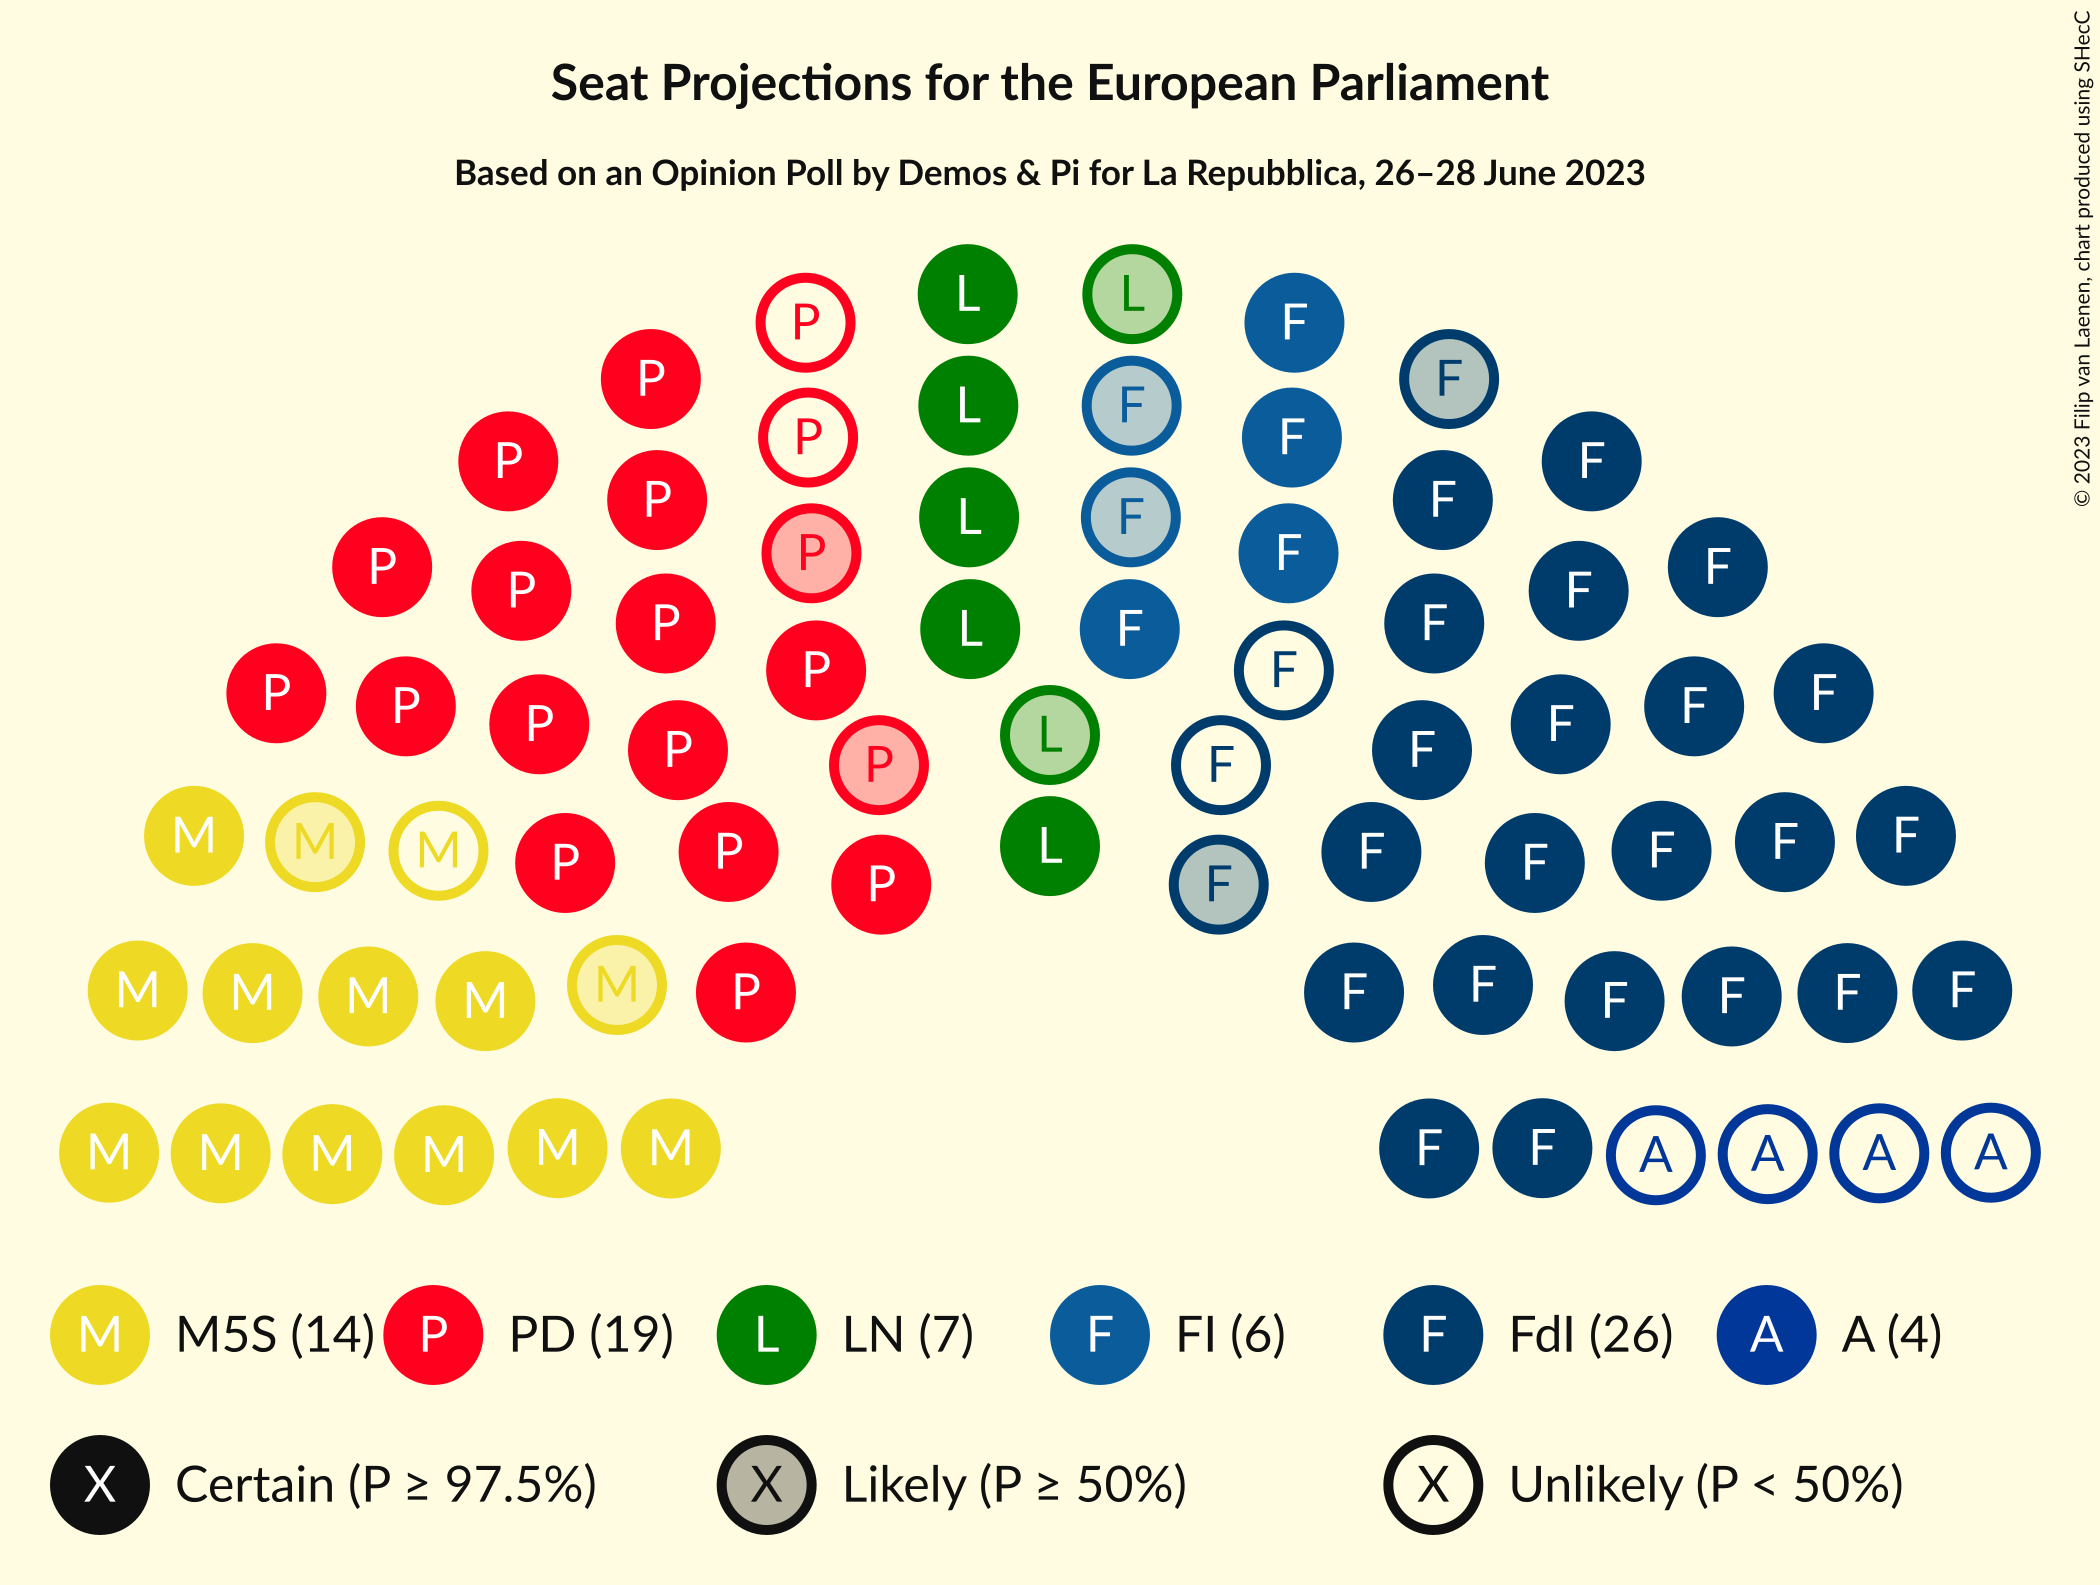 Seat Projections for the European Parliament
Based on an Opinion Poll by Demos & Pi for La Repubblica, 26–28 June 2023
© 2023 Filip van Laenen, chart produced using SHecC
L L
P F
P F
L F
P F
P P F F
L F
P F
P F
P P F F
L F
P F
P P F F
P L F F
P P P P F F F F
P L F
M M M P P P L F F F F F F
M M M M M P F F F F F F
M M M M M M F F A A A A
M M5S (14) P PD (19) L LN (7) F FI (6) F FdI (26) A A (4)
X Certain (P ≥ 97.5%) X Likely (P ≥ 50%) X Unlikely (P < 50%)